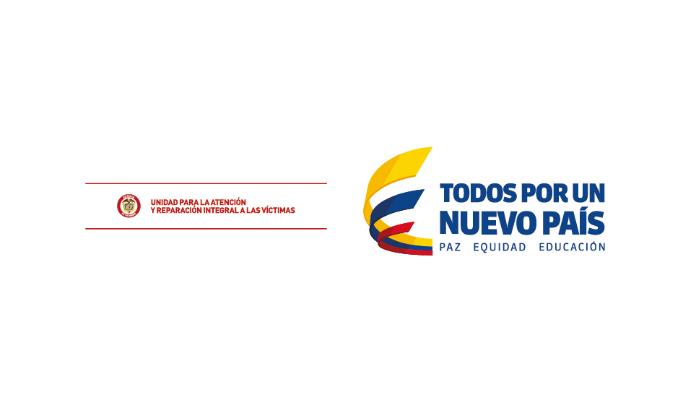 UNIDAD PARA LA ATENCIÓN
Y REPARACIÓN INTEGRAL A LAS VÍCTIMAS
TODOS POR UN
NUEVO PAÍS
PAZ EQUIDAD EDUCACIÓN